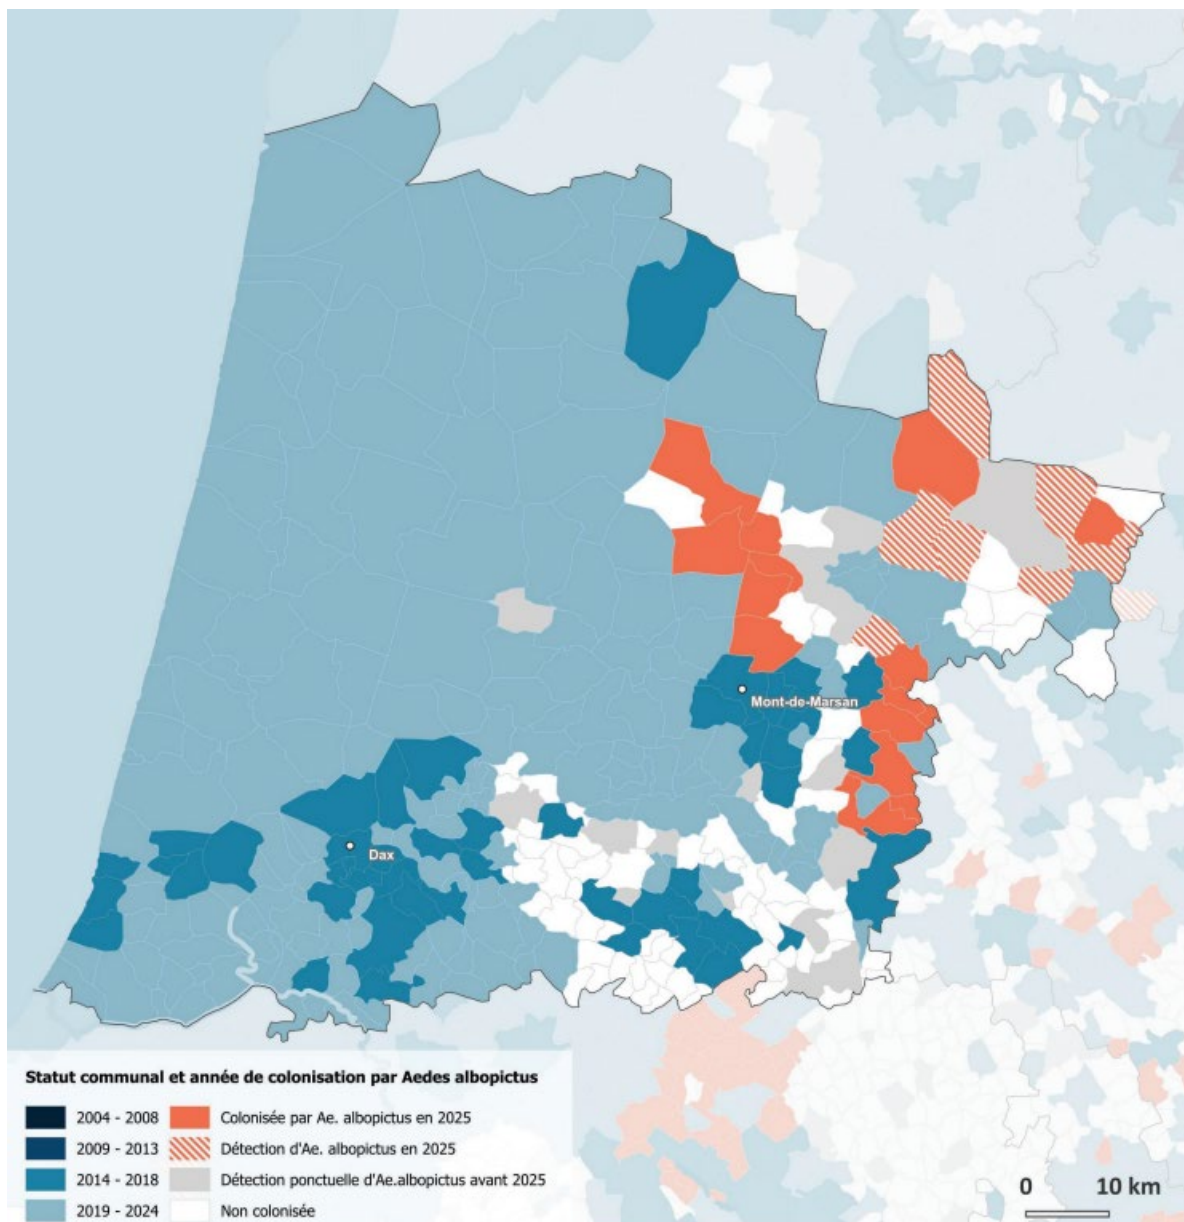 Mont-de-Marsan
Dax
Statut communal et année de colonisation par Aedes albopictus
2004 - 2008
Colonisée par Ae. albopictus en 2025
2009 - 2013
Détection d'Ae. albopictus en 2025
2014 - 2018
Détection ponctuelle d'Ae.albopictus avant 2025
2019 - 2024
Non colonisée
0 10 km